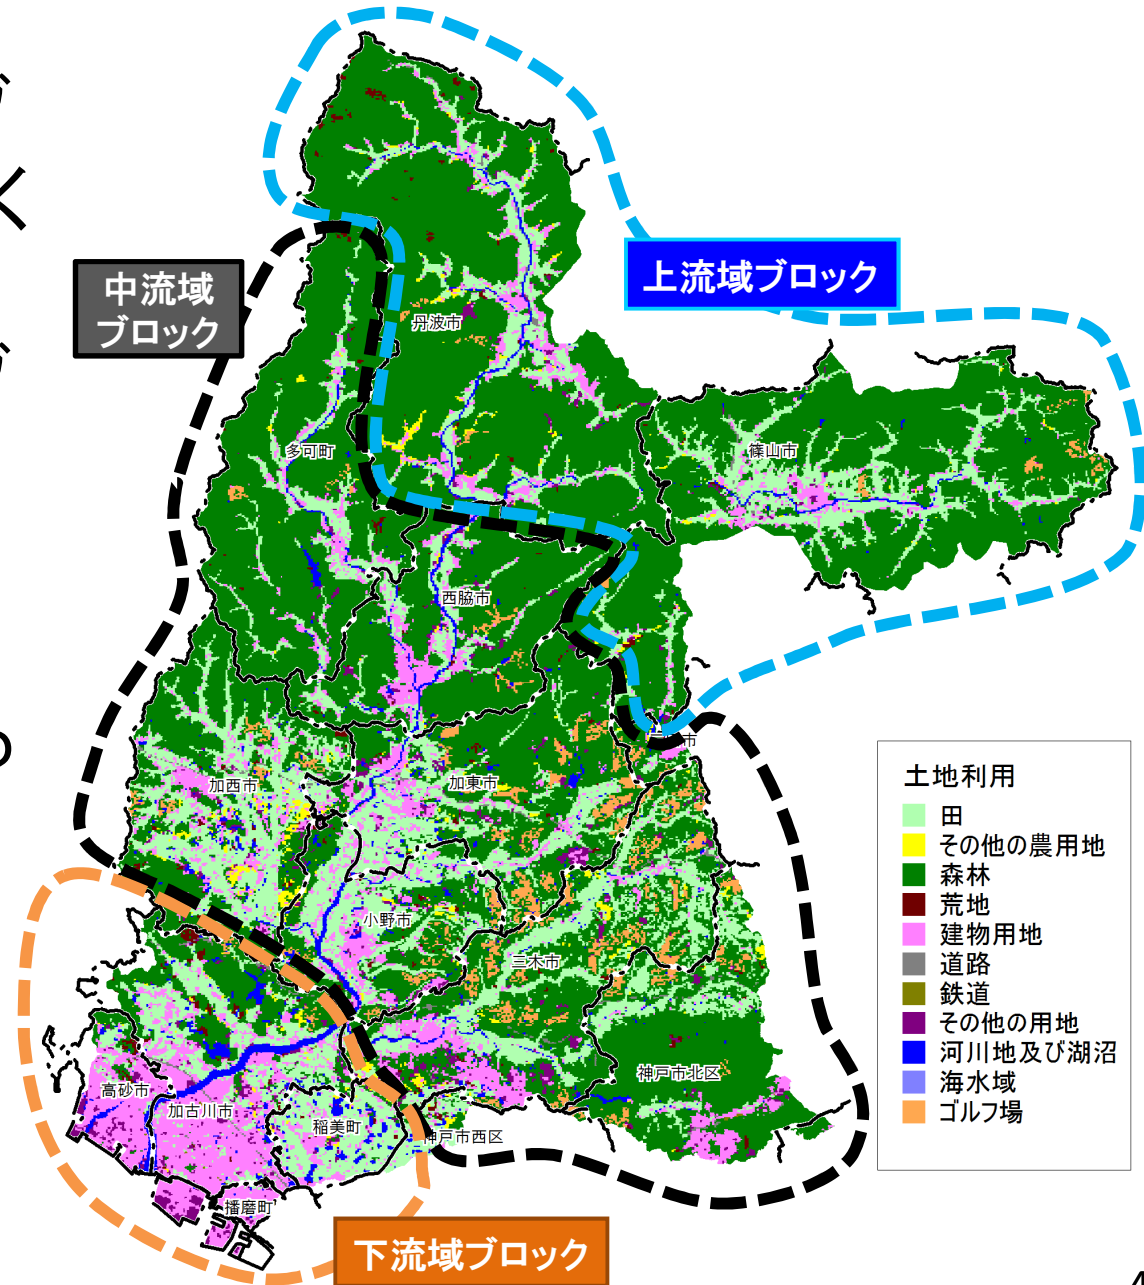 上流域ブロック
中流域
ブロック
丹波市
多可町
篠山市
西脇市
市
加西市
加東市
小野市
三木市
神戸市北区
高砂市
加古川市
稲美町
神戸市西区
播磨町
下流域ブロック
土地利用
田
その他の農用地
森林
荒地
建物用地
道路
鉄道
その他の用地
河川地及び湖沼
海水域
ゴルフ場